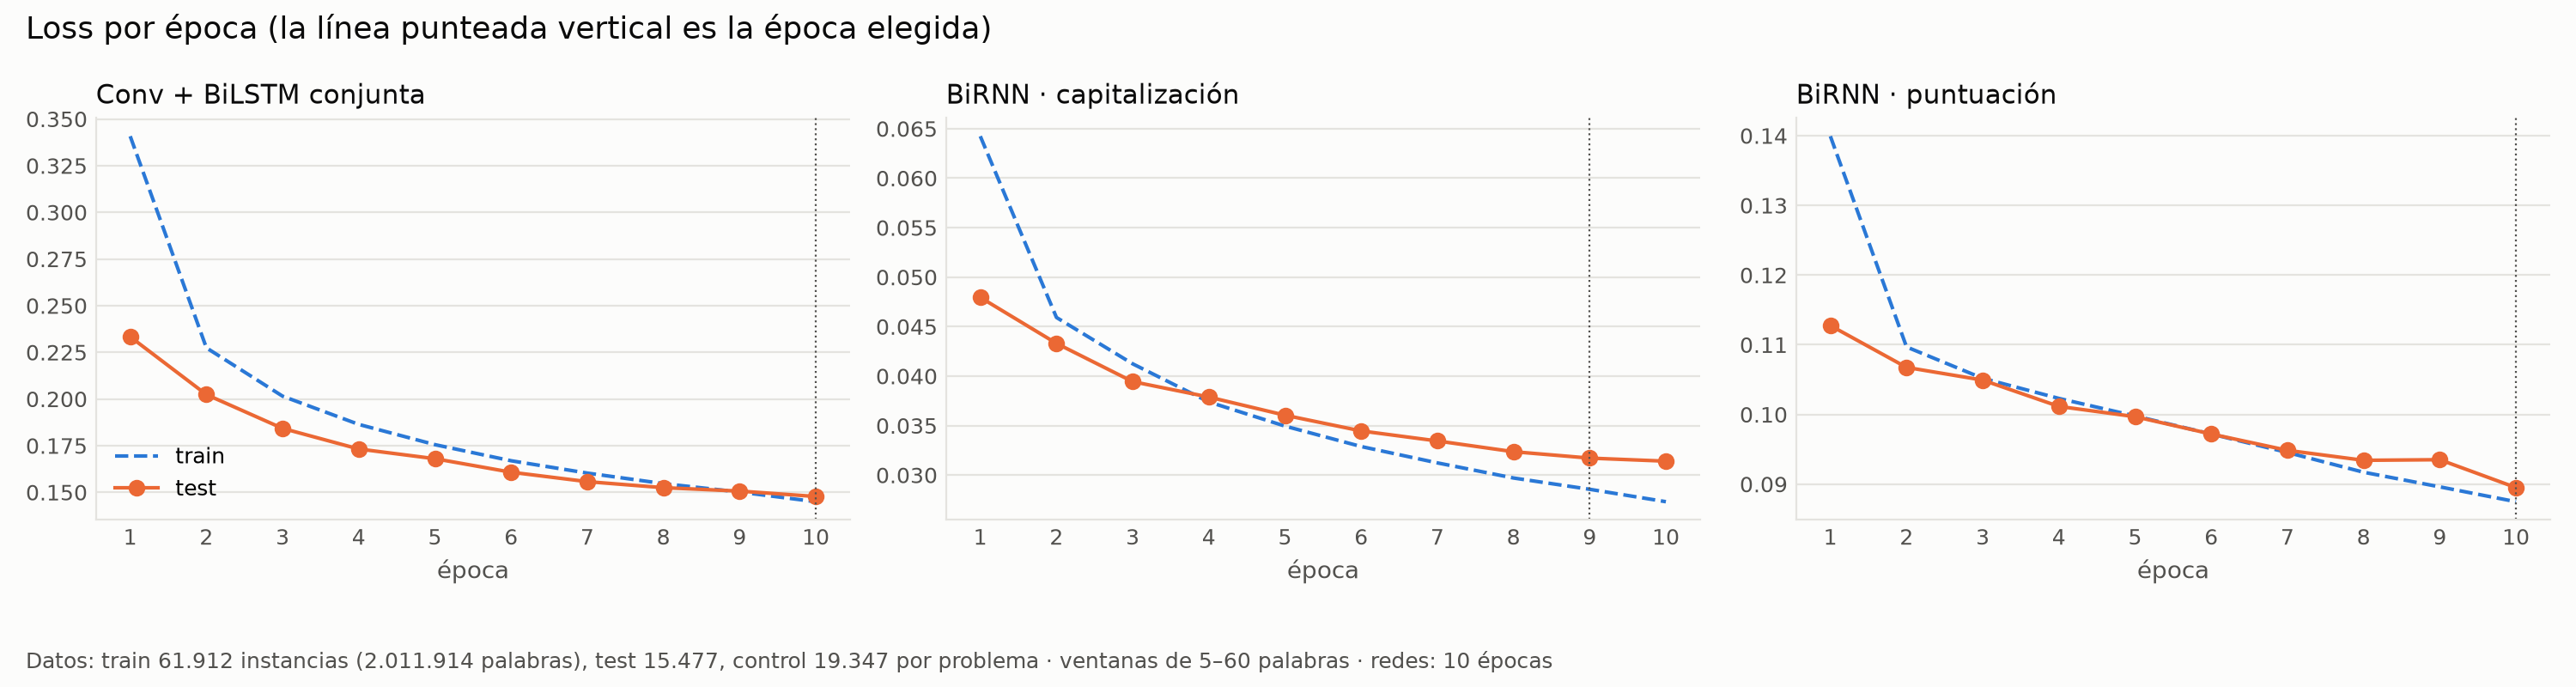 Loss por época (la línea punteada vertical es la época elegida)
Conv + BiLSTM conjunta
0.350
0.325
0.300
0.275
0.250
0.225
0.200
0.175
0.150
train
test
1 2 3 4 5 6 7 8 9 10
época
BiRNN · capitalización
0.065
0.060
0.055
0.050
0.045
0.040
0.035
0.030
1 2 3 4 5 6 7 8 9 10
época
BiRNN · puntuación
0.14
0.13
0.12
0.11
0.10
0.09
1 2 3 4 5 6 7 8 9 10
época
Datos: train 61.912 instancias (2.011.914 palabras), test 15.477, control 19.347 por problema · ventanas de 5–60 palabras · redes: 10 épocas